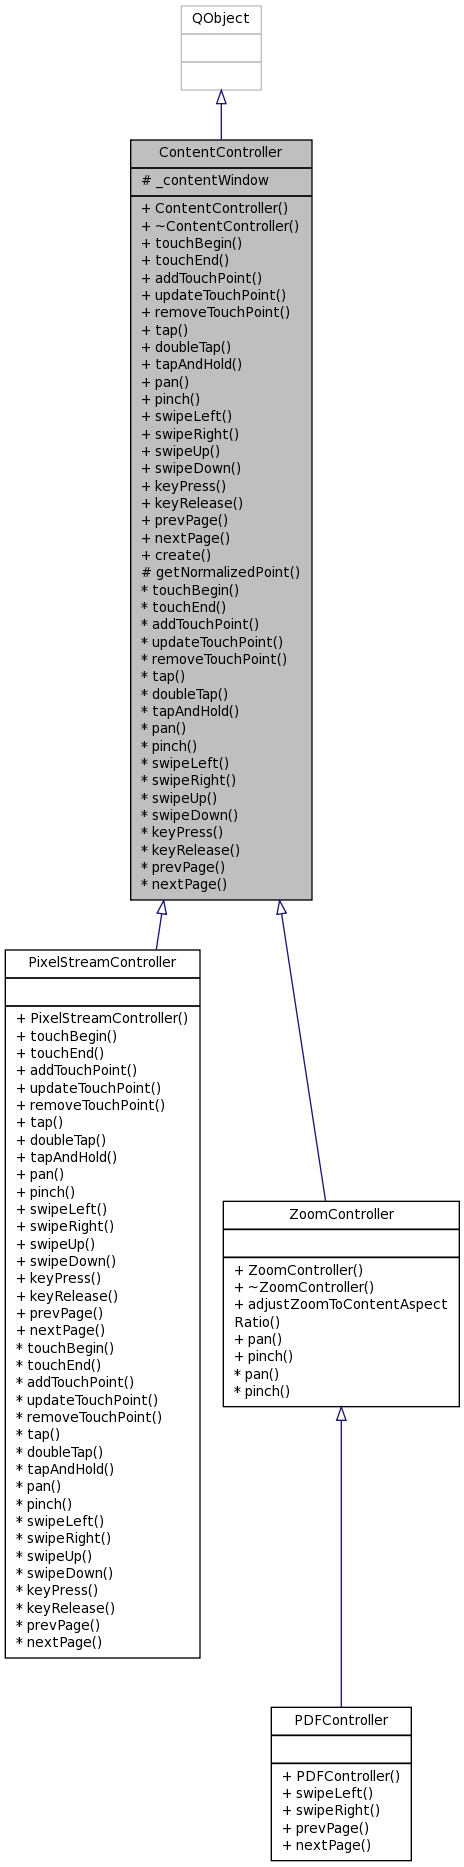 QObject
ContentController
# _contentWindow
+ ContentController()
+ ~ContentController()
+ touchBegin()
+ touchEnd()
+ addTouchPoint()
+ updateTouchPoint()
+ removeTouchPoint()
+ tap()
+ doubleTap()
+ tapAndHold()
+ pan()
+ pinch()
+ swipeLeft()
+ swipeRight()
+ swipeUp()
+ swipeDown()
+ keyPress()
+ keyRelease()
+ prevPage()
+ nextPage()
+ create()
# getNormalizedPoint()
* touchBegin()
* touchEnd()
* addTouchPoint()
* updateTouchPoint()
* removeTouchPoint()
* tap()
* doubleTap()
* tapAndHold()
* pan()
* pinch()
* swipeLeft()
* swipeRight()
* swipeUp()
* swipeDown()
* keyPress()
* keyRelease()
* prevPage()
* nextPage()
PixelStreamController
+ PixelStreamController()
+ touchBegin()
+ touchEnd()
+ addTouchPoint()
+ updateTouchPoint()
+ removeTouchPoint()
+ tap()
+ doubleTap()
+ tapAndHold()
+ pan()
+ pinch()
+ swipeLeft()
+ swipeRight()
+ swipeUp()
+ swipeDown()
+ keyPress()
+ keyRelease()
+ prevPage()
+ nextPage()
* touchBegin()
* touchEnd()
* addTouchPoint()
* updateTouchPoint()
* removeTouchPoint()
* tap()
* doubleTap()
* tapAndHold()
* pan()
* pinch()
* swipeLeft()
* swipeRight()
* swipeUp()
* swipeDown()
* keyPress()
* keyRelease()
* prevPage()
* nextPage()
ZoomController
+ ZoomController()
+ ~ZoomController()
+ adjustZoomToContentAspect
Ratio()
+ pan()
+ pinch()
* pan()
* pinch()
PDFController
+ PDFController()
+ swipeLeft()
+ swipeRight()
+ prevPage()
+ nextPage()